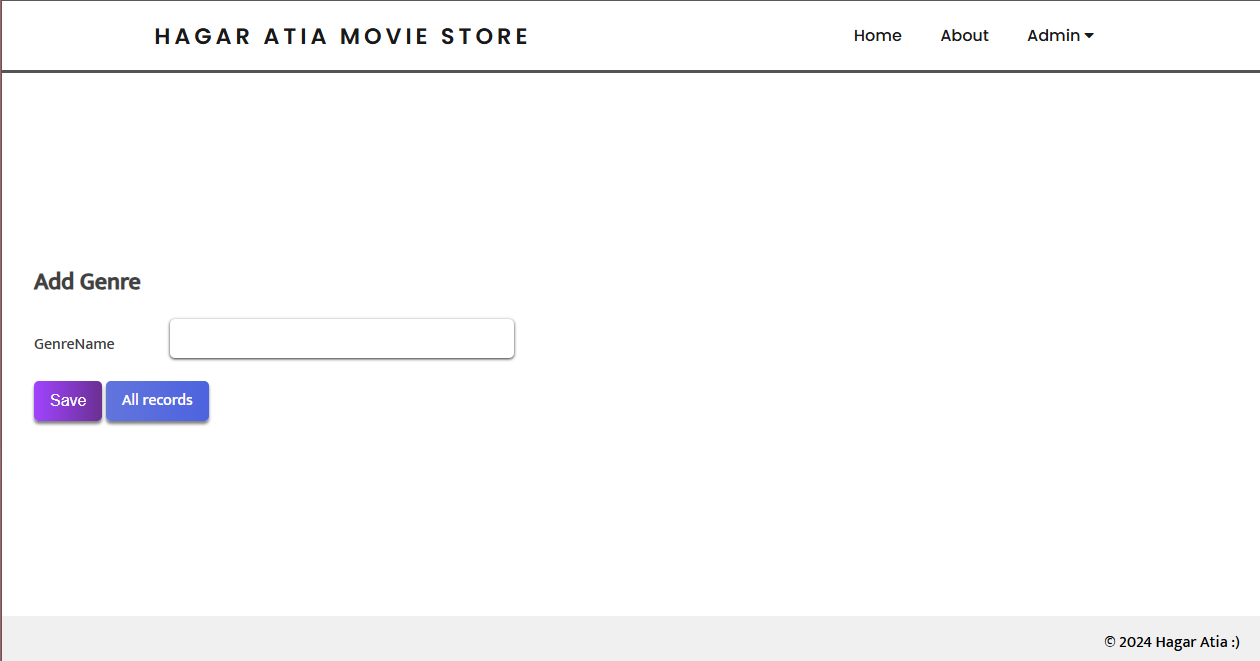 HAGAR ATIA MOVIE STORE Home About Admin
Add Genre
GenreName
Save All records
© 2024 Hagar Atia :)